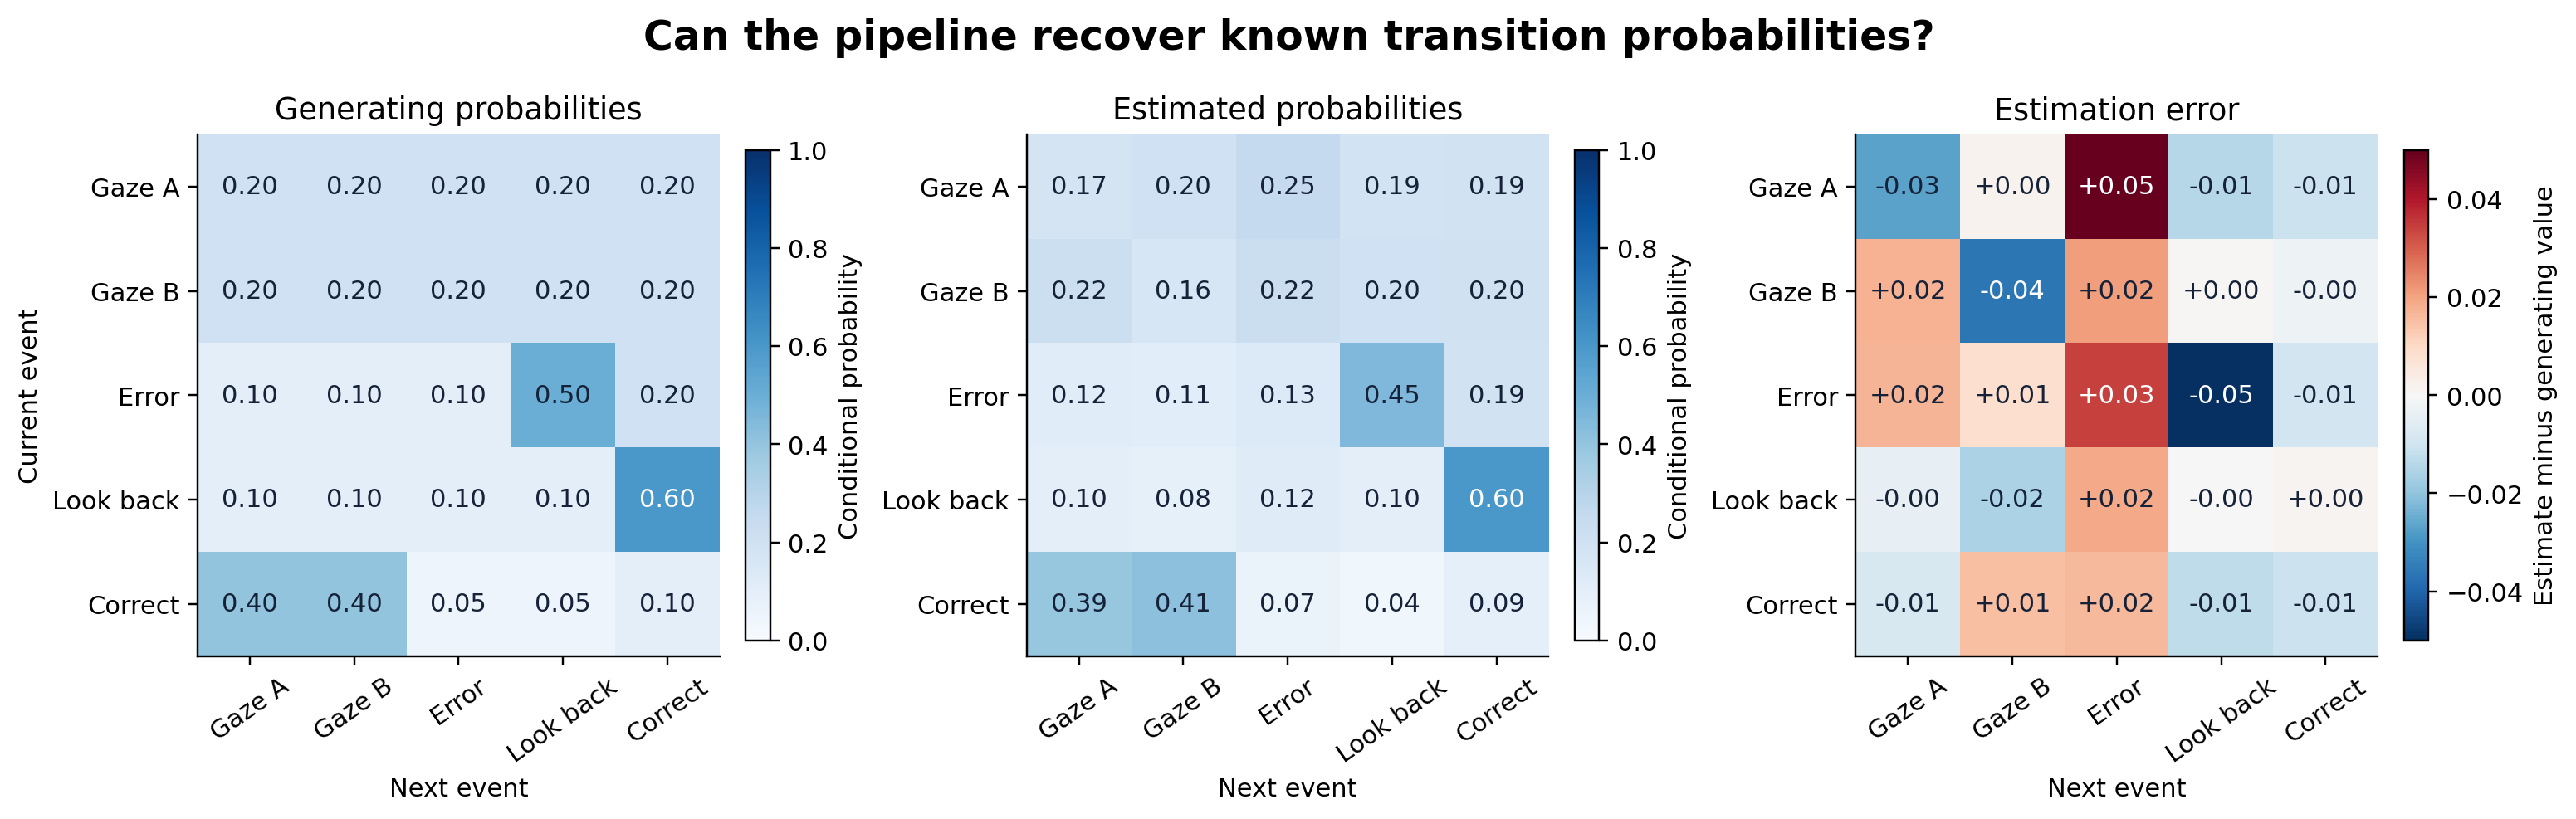 Can the pipeline recover known transition probabilities?
Generating probabilities
Current event
Gaze A 0.20 0.20 0.20 0.20 0.20
Gaze B 0.20 0.20 0.20 0.20 0.20
Error 0.10 0.10 0.10 0.50 0.20
Look back 0.10 0.10 0.10 0.10 0.60
Correct 0.40 0.40 0.05 0.05 0.10
Gaze A Gaze B Error Look back Correct
Next event
1.0
0.8
0.6
0.4
0.2
0.0
Conditional probability
Estimated probabilities
Gaze A 0.17 0.20 0.25 0.19 0.19
Gaze B 0.22 0.16 0.22 0.20 0.20
Error 0.12 0.11 0.13 0.45 0.19
Look back 0.10 0.08 0.12 0.10 0.60
Correct 0.39 0.41 0.07 0.04 0.09
Gaze A Gaze B Error Look back Correct
Next event
1.0
0.8
0.6
0.4
0.2
0.0
Conditional probability
Estimation error
Gaze A -0.03 +0.00 +0.05 -0.01 -0.01
Gaze B +0.02 -0.04 +0.02 +0.00 -0.00
Error +0.02 +0.01 +0.03 -0.05 -0.01
Look back -0.00 -0.02 +0.02 -0.00 +0.00
Correct -0.01 +0.01 +0.02 -0.01 -0.01
Gaze A Gaze B Error Look back Correct
Next event
0.04
0.02
0.00
−0.02
−0.04
Estimate minus generating value